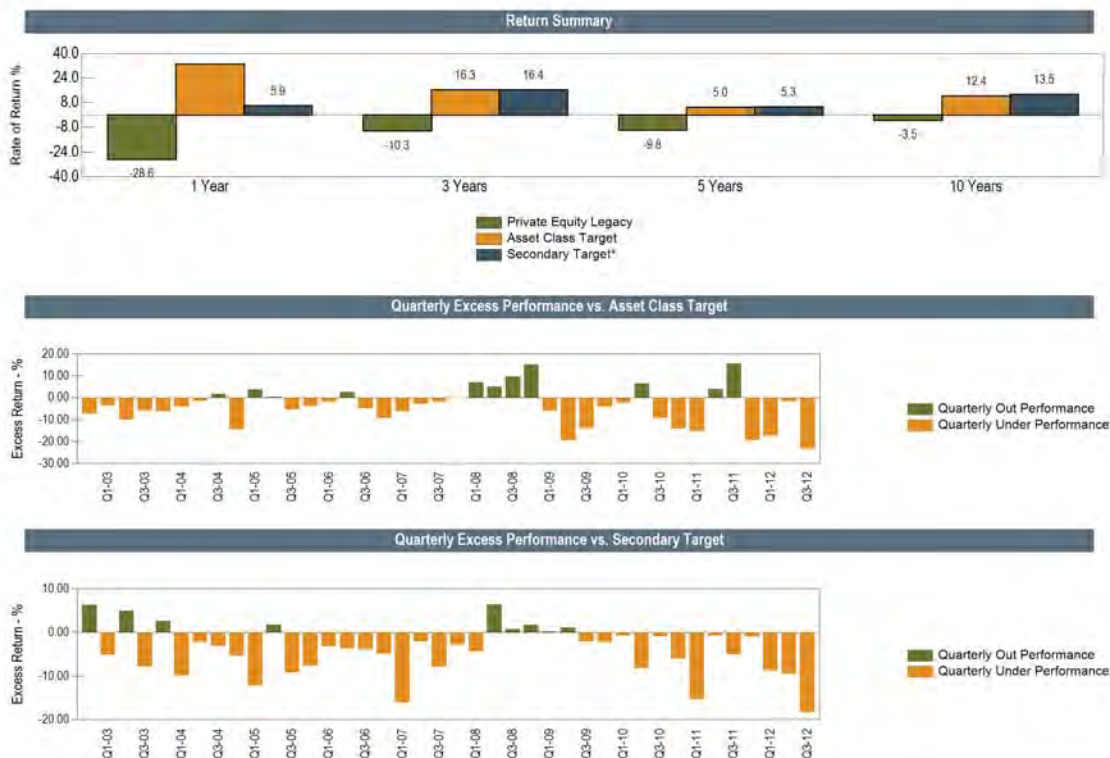 Return Summary
Rate of Return %
40.0
24.0
8.0
-8.0
-24.0
-40.0
5.9
16.3
16.4
5.0
5.3
12.4
13.5
-28.6
-10.3
-9.8
-3.5
1 Year
3 Years
5 Years
10 Years
Private Equity Legacy
Asset Class Target
Secondary Target*
Quarterly Excess Performance vs. Asset Class Target
Excess Return - %
20.00
10.00
0.00
-10.00
-20.00
-30.00
Q1-03
Q3-03
Q1-04
Q3-04
Q1-05
Q3-05
Q1-06
Q3-06
Q1-07
Q3-07
Q1-08
Q3-08
Q1-09
Q3-09
Q1-10
Q3-10
Q1-11
Q3-11
Q1-12
Q3-12
Quarterly Out Performance
Quarterly Under Performance
Quarterly Excess Performance vs. Secondary Target
Excess Return - %
10.00
0.00
-10.00
-20.00
Q1-03
Q3-03
Q1-04
Q3-04
Q1-05
Q3-05
Q1-06
Q3-06
Q1-07
Q3-07
Q1-08
Q3-08
Q1-09
Q3-09
Q1-10
Q3-10
Q1-11
Q3-11
Q1-12
Q3-12
Quarterly Out Performance
Quarterly Under Performance